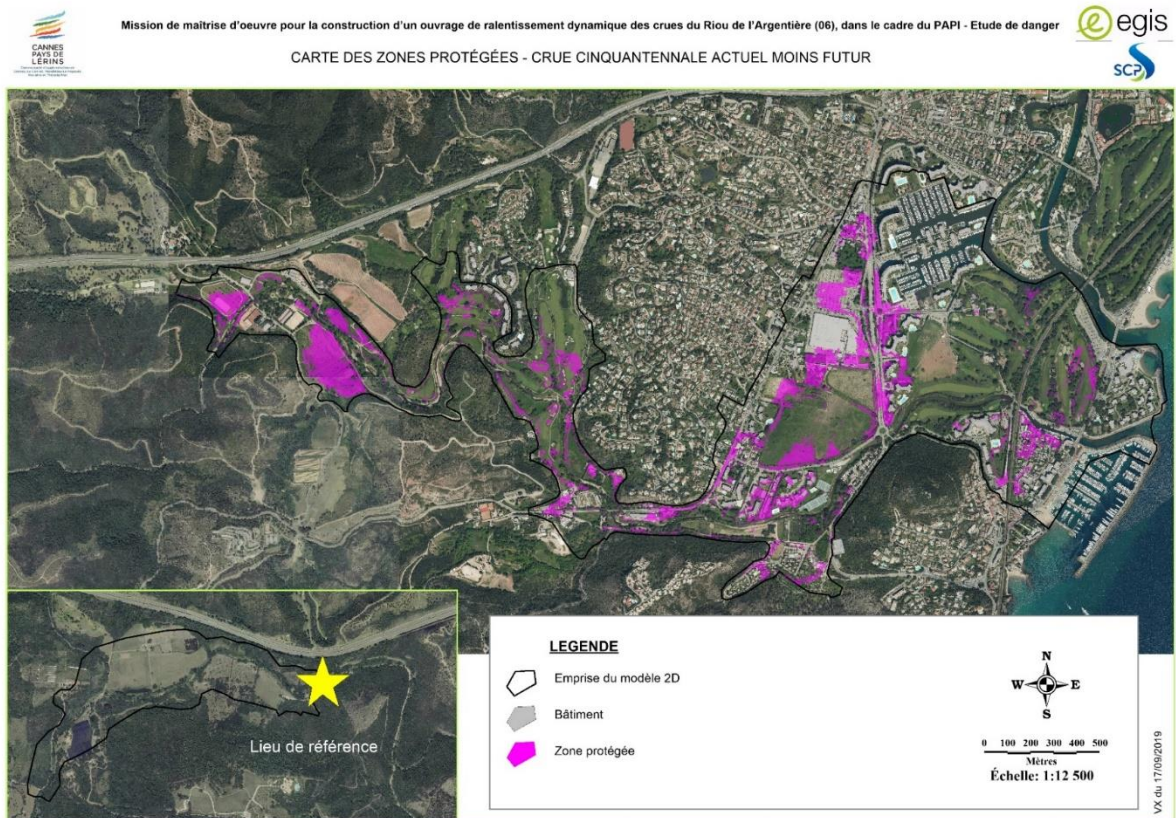 Mission de maîtrise d'oeuvre pour la construction d'un ouvrage de ralentissement dynamique des crues du Riou de l'Argentière (06), dans le cadre du PAPI - Etude de danger
CARTE DES ZONES PROTÉGÉES - CRUE CINQUANTENNALE ACTUEL MOINS FUTUR
CANNES
PAYS DE
LÉRINS
egis
SCP
Lieu de référence
LEGENDE
Emprise du modèle 2D
Bâtiment
Zone protégée
N
W E
S
0 100 200 300 400 500
Mètres
Échelle: 1:12 500
VX du 17/09/2019